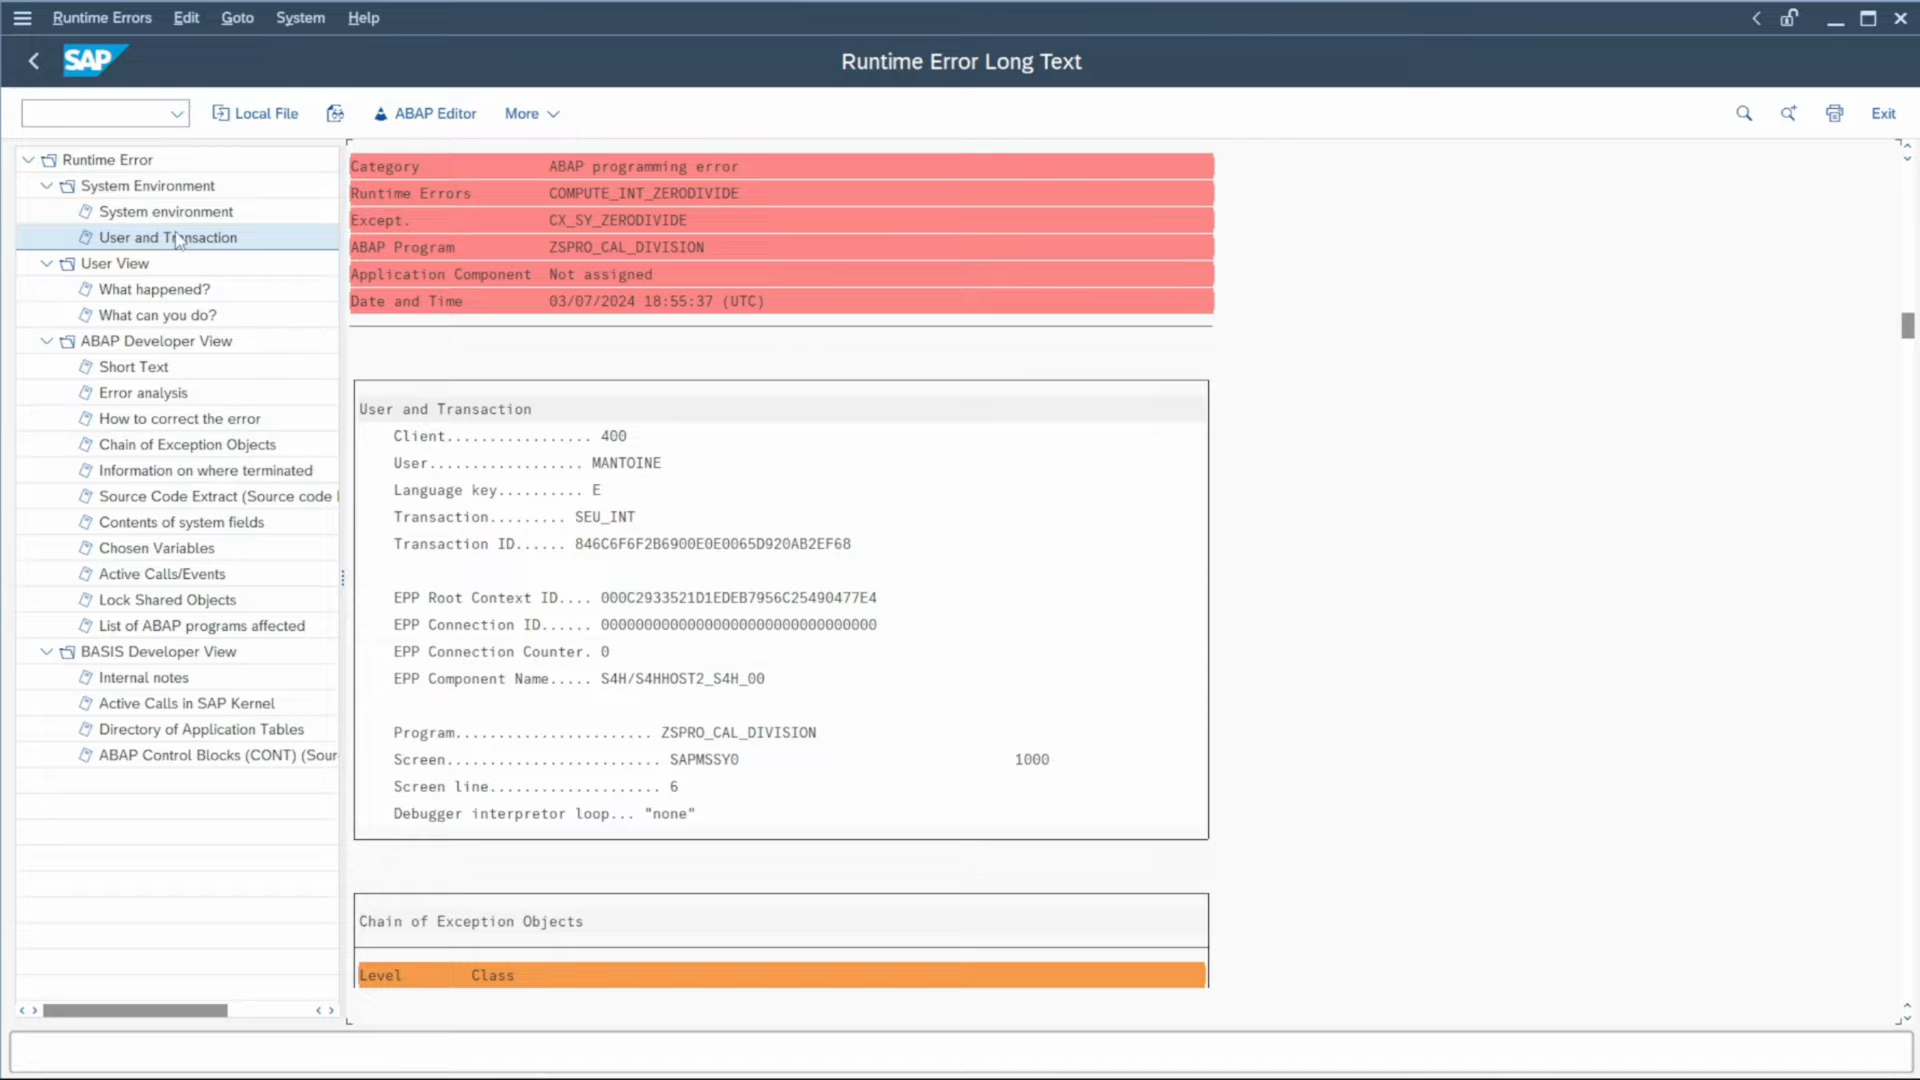 Runtime Errors Edit Goto System Help
SAP Runtime Error Long Text
Local File ABAP Editor More Exit
Runtime Error
System Environment
System environment
User and Transaction
User View
What happened?
What can you do?
ABAP Developer View
Short Text
Error analysis
How to correct the error
Chain of Exception Objects
Information on where terminated
Source Code Extract (Source code
Contents of system fields
Chosen Variables
Active Calls/Events
Lock Shared Objects
List of ABAP programs affected
BASIS Developer View
Internal notes
Active Calls in SAP Kernel
Directory of Application Tables
ABAP Control Blocks (CONT) (Sour
Category ABAP programming error
Runtime Errors COMPUTE_INT_ZERODIVIDE
Except. CX_SY_ZERODIVIDE
ABAP Program ZSPRO_CAL_DIVISION
Application Component Not assigned
Date and Time 03/07/2024 18:55:37 (UTC)
User and Transaction
Client................. 400
User.................. MANTOINE
Language key.......... E
Transaction......... SEU_INT
Transaction ID...... 846C6F6F2B6900E0E0065D920AB2EF68
EPP Root Context ID.... 000C2933521D1EDEB7956C25490477E4
EPP Connection ID...... 00000000000000000000000000000000
EPP Connection Counter. 0
EPP Component Name..... S4H/S4HHOST2_S4H_00
Program....................... ZSPRO_CAL_DIVISION
Screen......................... SAPMSSY0 1000
Screen line.................... 6
Debugger interpretor loop... "none"
Chain of Exception Objects
Level Class